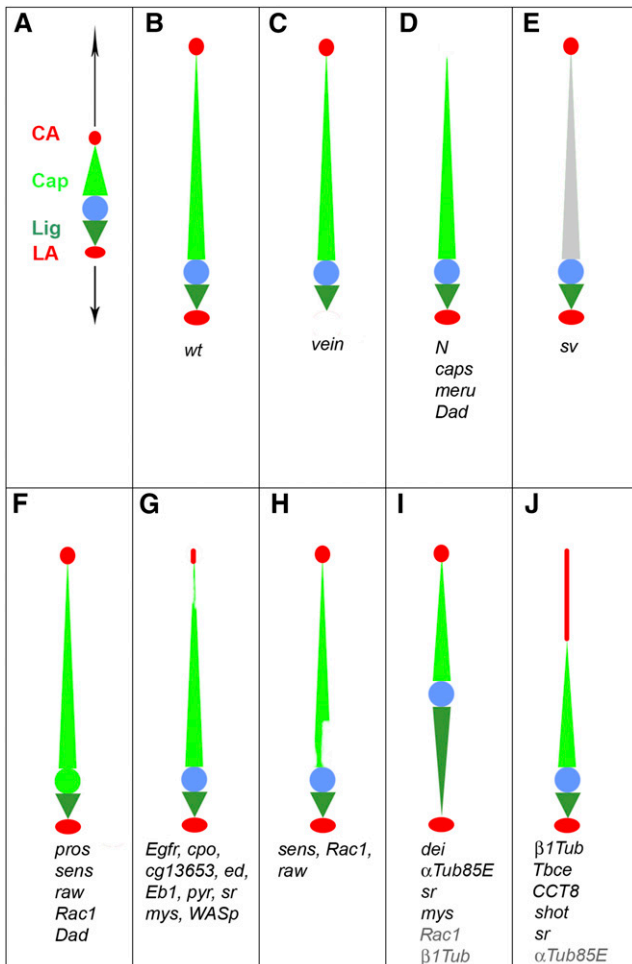 A
CA
Cap
Lig
LA
B
wt
C
vein
D
N
caps
meru
Dad
E
sv
F
pros
sens
raw
Rac1
Dad
G
Egfr, cpo,
cg13653, ed,
Eb1, pyr, sr
mys, WASp
H
sens, Rac1,
raw
I
dei
αTub85E
sr
mys
Rac1
β1Tub
J
β1Tub
Tbce
CCT8
shot
sr
αTub85E